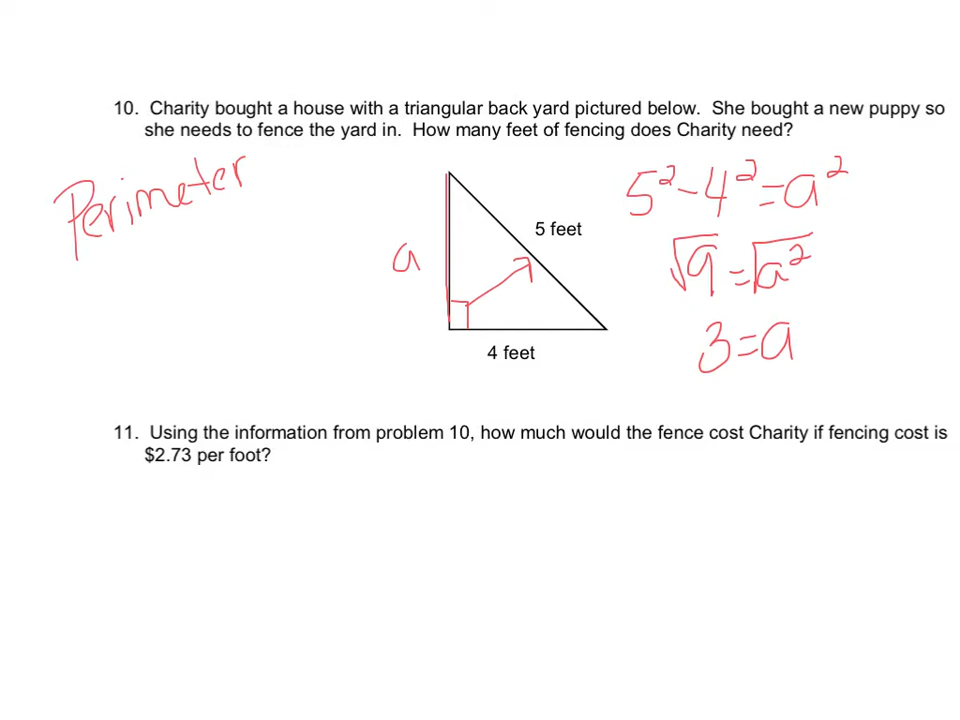 10. Charity bought a house with a triangular back yard pictured below. She bought a new puppy so
she needs to fence the yard in. How many feet of fencing does Charity need?
Perimeter
5² - 4² = a²
5 feet
a
√9 = √a²
3 = a
4 feet
11. Using the information from problem 10, how much would the fence cost Charity if fencing cost is
$2.73 per foot?